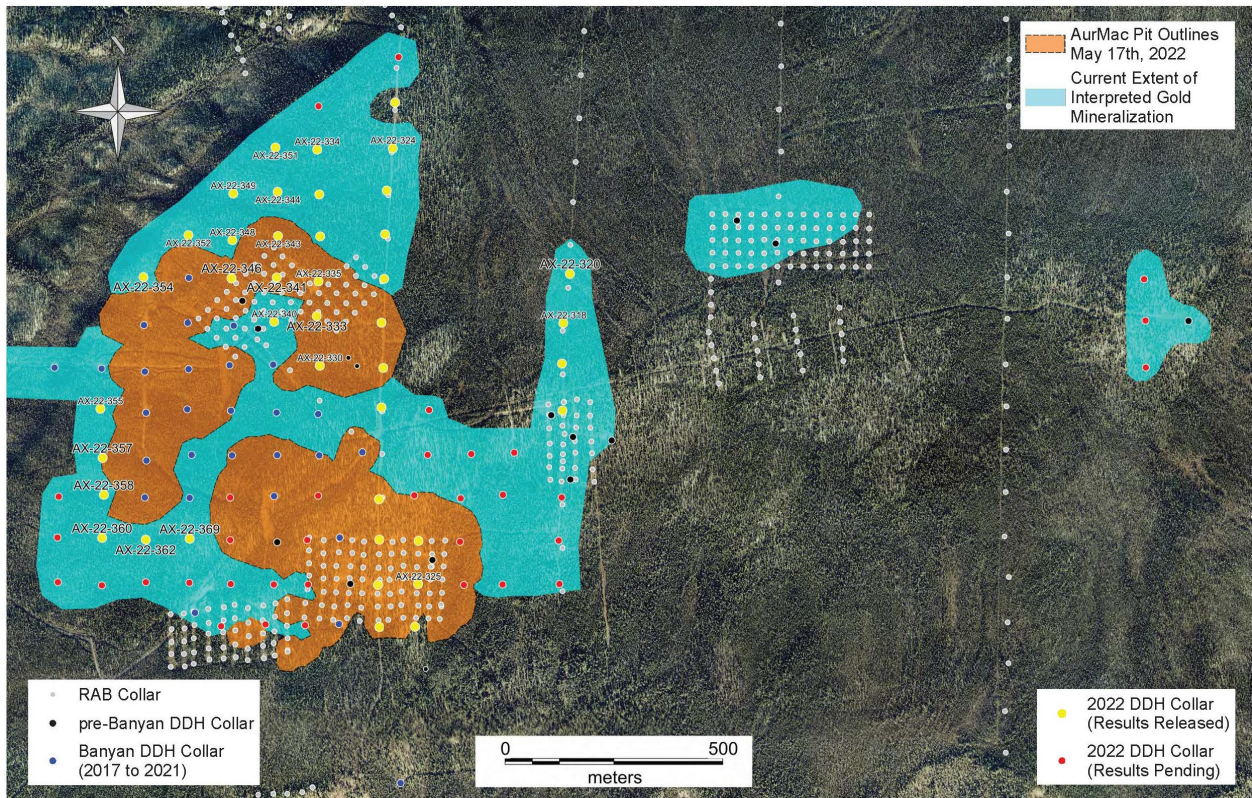 AurMac Pit Outlines
May 17th, 2022
Current Extent of
Interpreted Gold
Mineralization
AX-22-334
AX-22-324
AX-22-351
AX-22-349
AX-22-344
AX-22-348
AX-22-352
AX-22-343
AX-22-346
AX-22-335
AX-22-320
AX-22-354
AX-22-341
AX-22-340
AX-22-333
AX-22-318
AX-22-330
AX-22-355
AX-22-357
AX-22-358
AX-22-360
AX-22-369
AX-22-362
AX-22-325
RAB Collar
pre-Banyan DDH Collar
Banyan DDH Collar
(2017 to 2021)
0 500
meters
2022 DDH Collar
(Results Released)
2022 DDH Collar
(Results Pending)